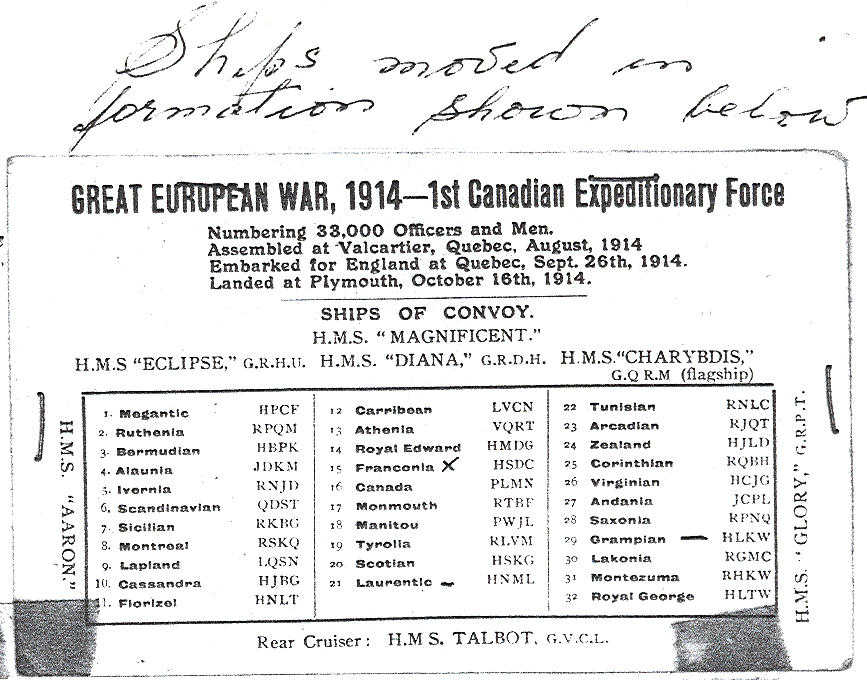 Ships moved in
formation shown below
GREAT EUROPEAN WAR, 1914—1st Canadian Expeditionary Force
Numbering 33,000 Officers and Men.
Assembled at Valcartier, Quebec, August, 1914
Embarked for England at Quebec, Sept. 26th, 1914.
Landed at Plymouth, October 16th, 1914.
SHIPS OF CONVOY.
H.M.S. "MAGNIFICENT."
H.M.S "ECLIPSE," G.R.H.U. H.M.S. "DIANA," G.R.D.H. H.M.S."CHARYBDIS,"
G.Q R.M (flagship)
H.M.S. "AARON."
1. Megantic HPCF
2. Ruthenia RPQM
3. Bermudian HBPK
4. Alaunia JDKM
5. Ivernia RNJD
6. Scandinavian QDST
7. Sicilian RKBG
8. Montreal RSKQ
9. Lapland LQSN
10. Cassandra HJBG
11. Florizel HNLT
12 Carribean LVCN
13 Athenia VQRT
14 Royal Edward HMDG
15 Franconia X HSDC
16 Canada PLMN
17 Monmouth RTBF
18 Manitou PWJL
19 Tyrolia RLVM
20 Scotian HSKG
21 Laurentic HNML
22 Tunisian RNLC
23 Arcadian RJQT
24 Zealand HJLD
25 Corinthian RQBH
26 Virginian HCJG
27 Andania JCPL
28 Saxonia RPNQ
29 Grampian HLKW
30 Lakonia RGMC
31 Montezuma RHKW
32 Royal George HLTW
H.M.S. "GLORY," G.R.P.T.
Rear Cruiser: H.M S. TALBOT, G.V.C.L.